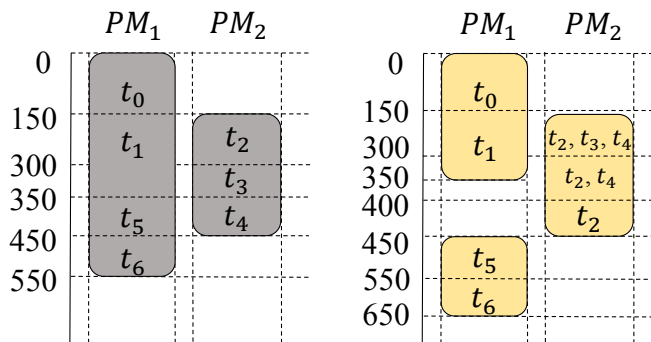 PM₁ PM₂
0
t₀
150
t₁ t₂
300
t₃
350
t₅ t₄
450
t₆
550
PM₁ PM₂
0
t₀
150
t₁ t₂, t₃, t₄
300
t₂, t₄
350
400
t₂
450
t₅
550
t₆
650